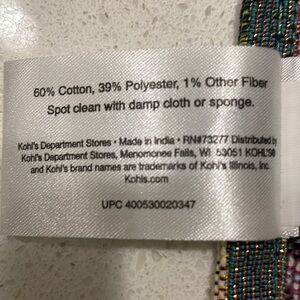 60% Cotton, 39% Polyester, 1% Other Fiber
Spot clean with damp cloth or sponge.
Kohl's Department Stores • Made in India • RN#73277 Distributed by
Kohl's Department Stores, Menomonee Falls, WI 53051 KOHL'S®
and Kohl's brand names are trademarks of Kohl's Illinois, Inc.
Kohls.com
UPC 400530020347